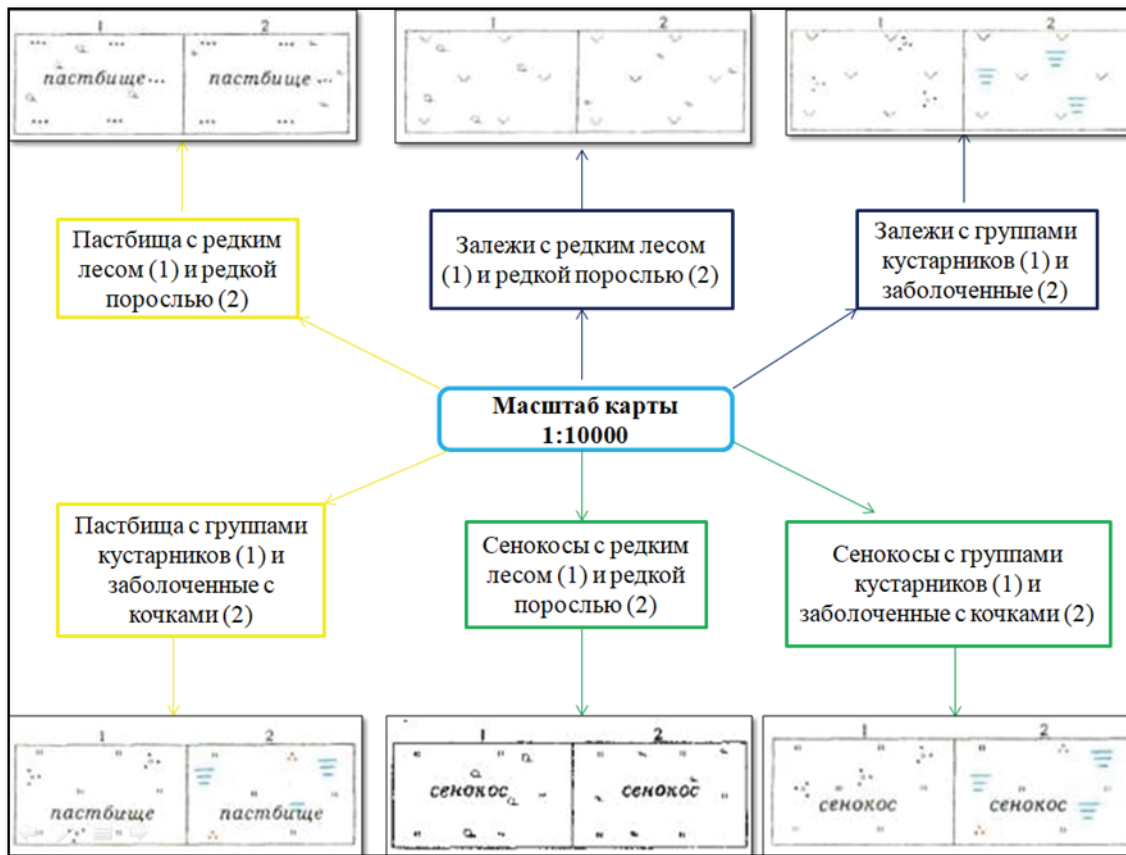 1 2
пастбище... пастбище...
1 2
1 2
Пастбища с редким
лесом (1) и редкой
порослью (2)
Залежи с редким лесом
(1) и редкой порослью (2)
Залежи с группами
кустарников (1) и
заболоченные (2)
Масштаб карты
1:10000
Пастбища с группами
кустарников (1) и
заболоченные с
кочками (2)
Сенокосы с редким
лесом (1) и редкой
порослью (2)
Сенокосы с группами
кустарников (1) и
заболоченные с кочками (2)
1 2
пастбище пастбище
1 2
сенокос сенокос
1 2
сенокос сенокос